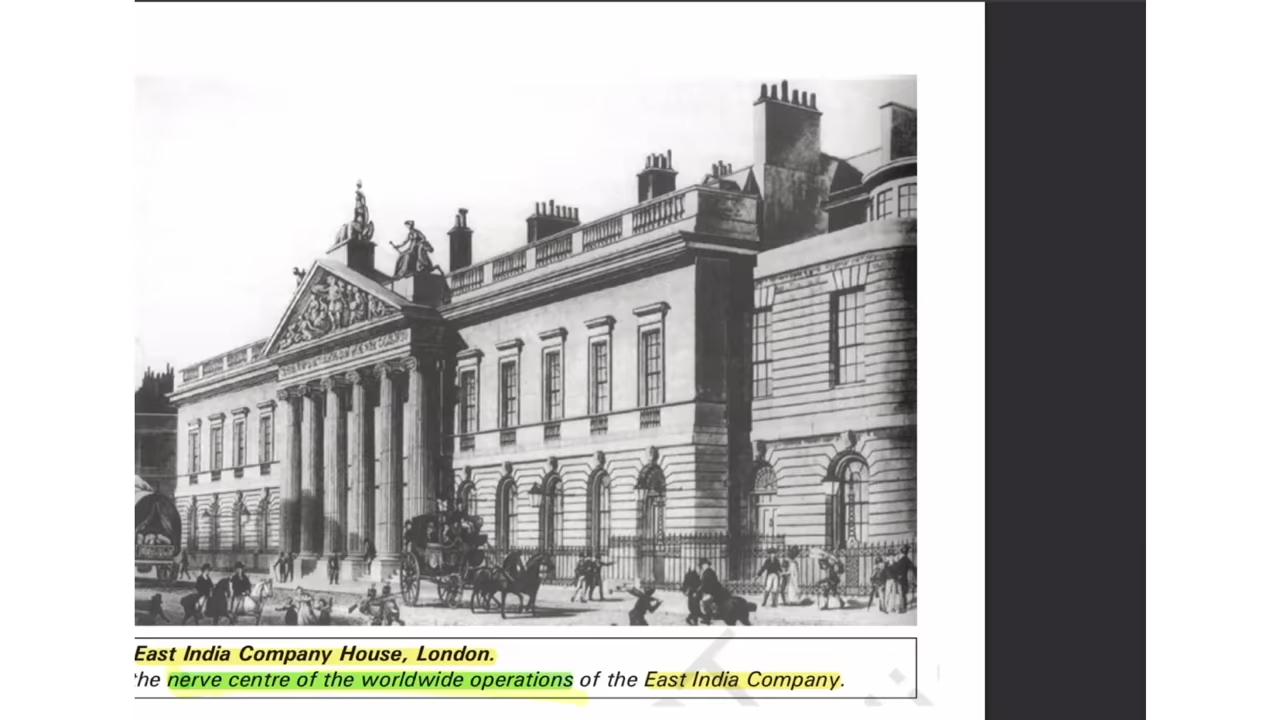 East India Company House, London.
the nerve centre of the worldwide operations of the East India Company.